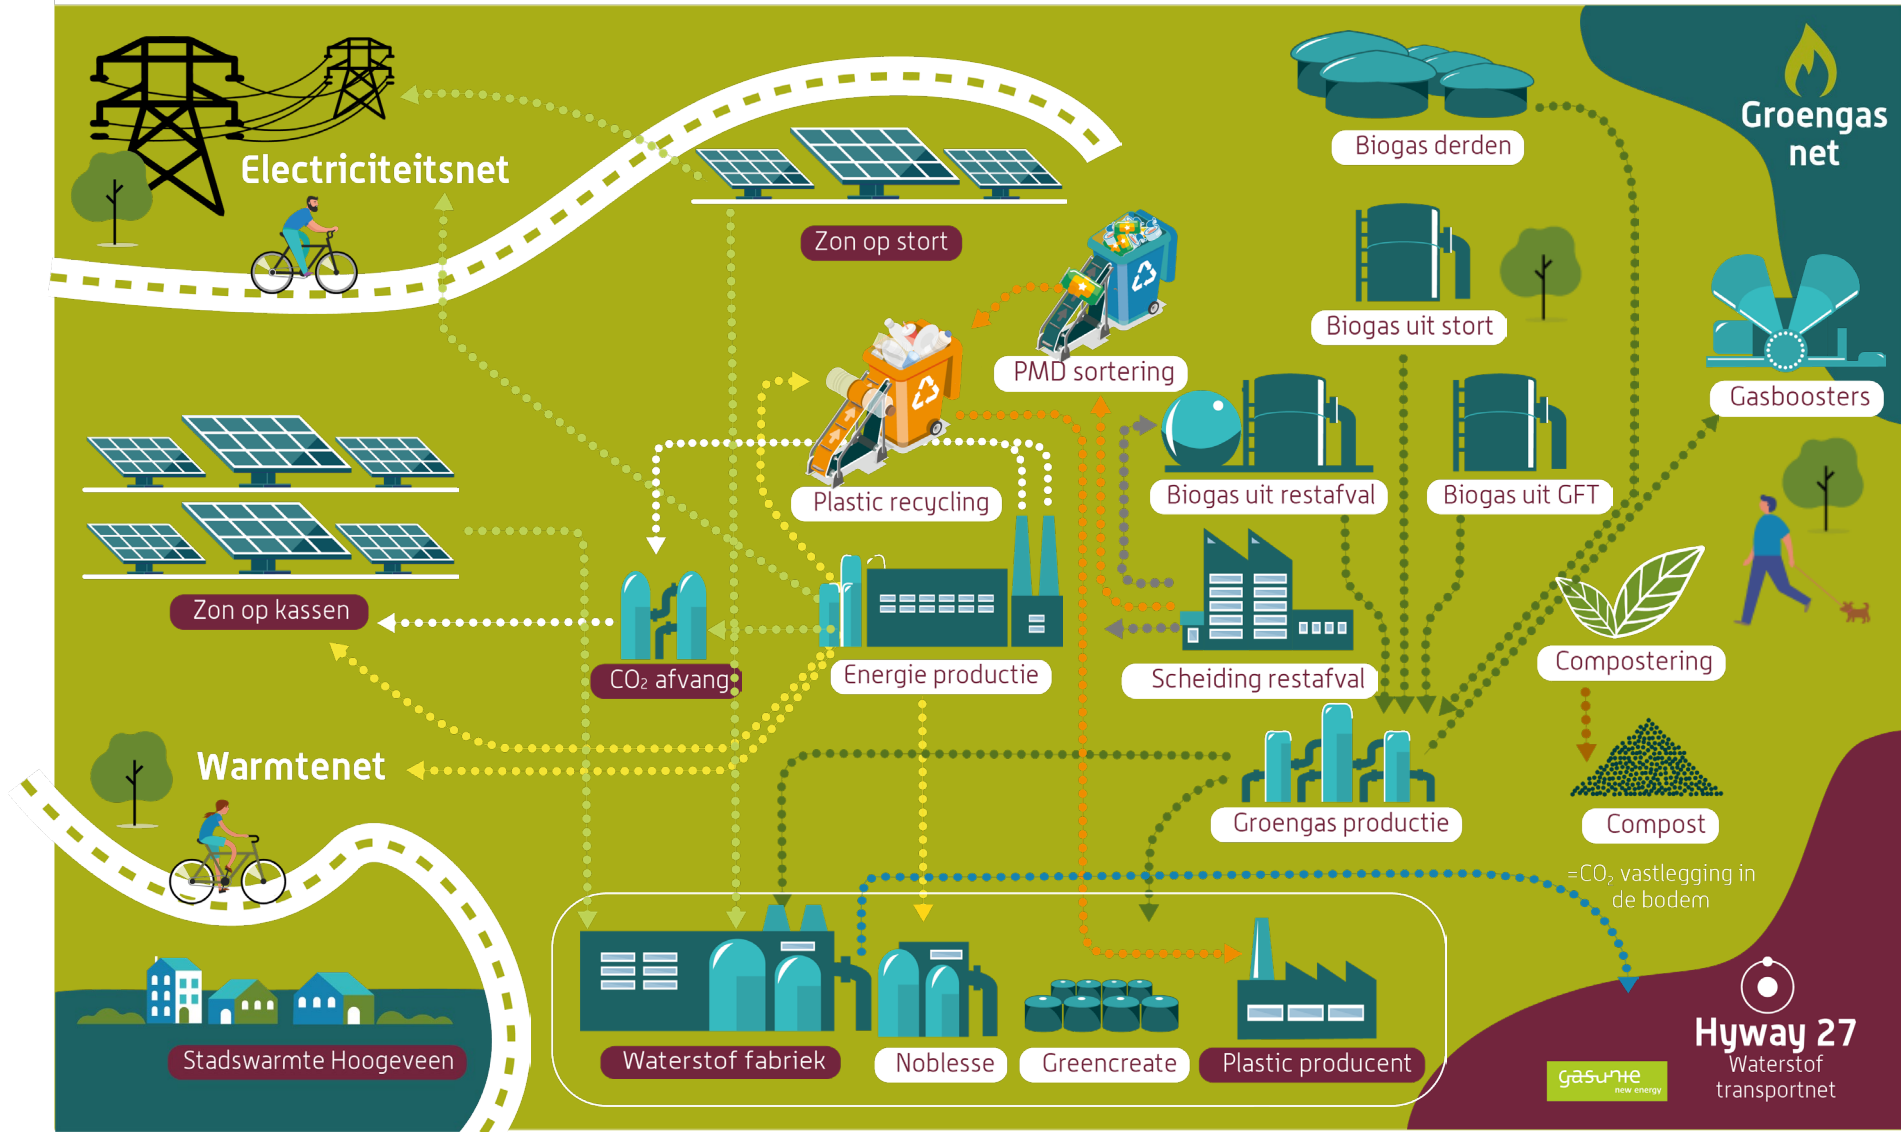 Groengas
net
Biogas derden
Electriciteitsnet
Zon op stort
Biogas uit stort
PMD sortering
Gasboosters
Plastic recycling
Biogas uit restafval
Biogas uit GFT
Zon op kassen
CO₂ afvang
Energie productie
Scheiding restafval
Compostering
Warmtenet
Groengas productie
Compost
=CO₂ vastlegging in
de bodem
Stadswarmte Hoogeveen
Waterstof fabriek
Noblesse
Greencreate
Plastic producent
Hyway 27
Waterstof
transportnet
gasunie
new energy